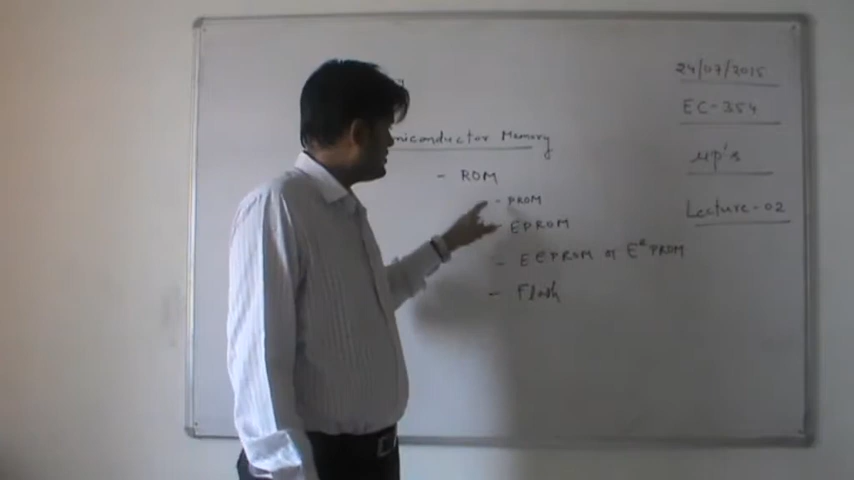 miconductor Memory
- ROM
- PROM
- EPROM
- EEPROM or E²PROM
- Flash
24/07/2015
EC-354
μp's
Lecture-02